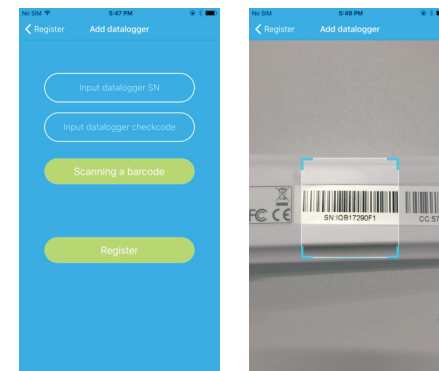 No SIM 5:47 PM
Register Add datalogger
Input datalogger SN
Input datalogger checkcode
Scanning a barcode
Register
No SIM 5:49 PM
Register Add datalogger
FC CE
SN:IQB17290F1
CC:57